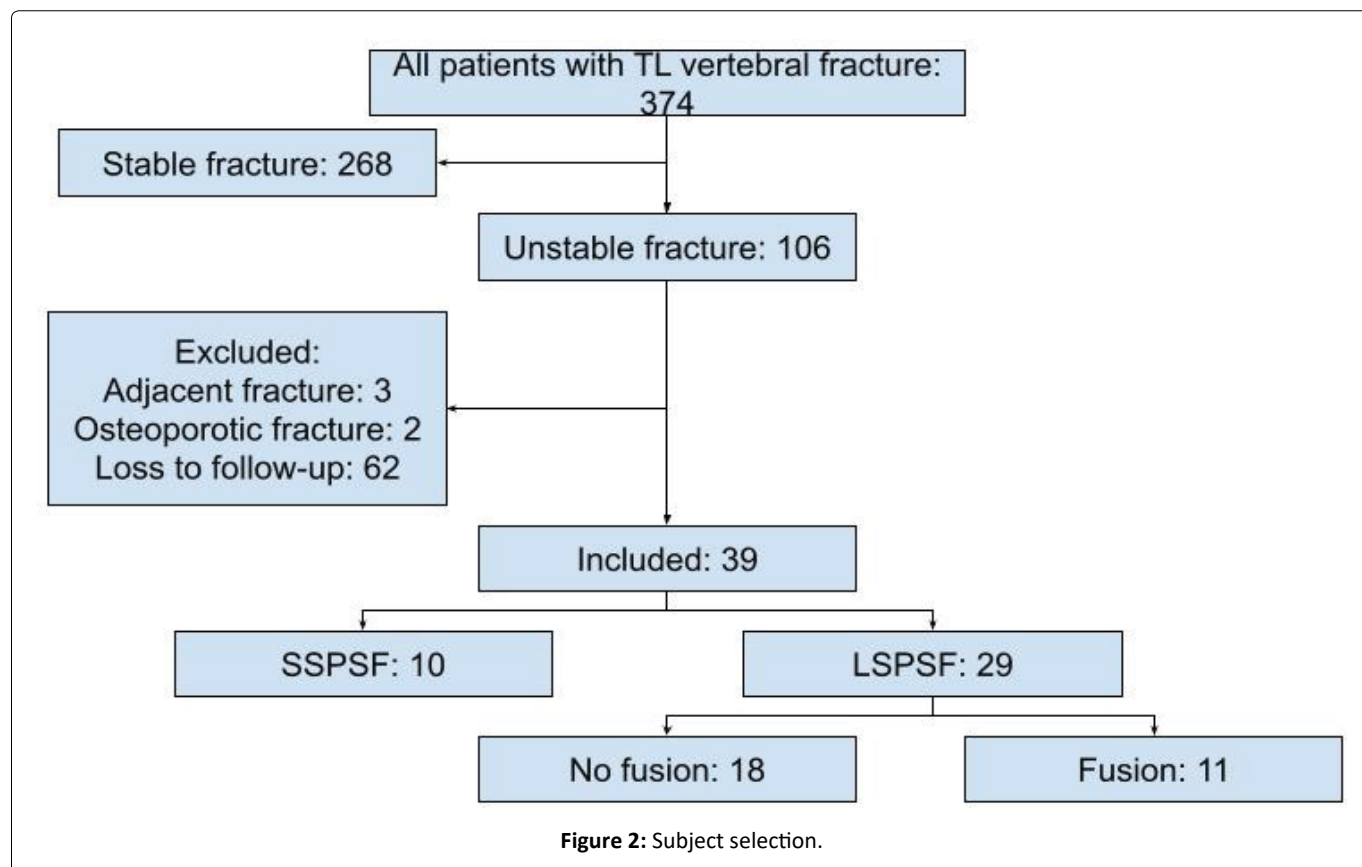 All patients with TL vertebral fracture:
374
Stable fracture: 268
Unstable fracture: 106
Excluded:
Adjacent fracture: 3
Osteoporotic fracture: 2
Loss to follow-up: 62
Included: 39
SSPSF: 10
LSPSF: 29
No fusion: 18
Fusion: 11
Figure 2: Subject selection.